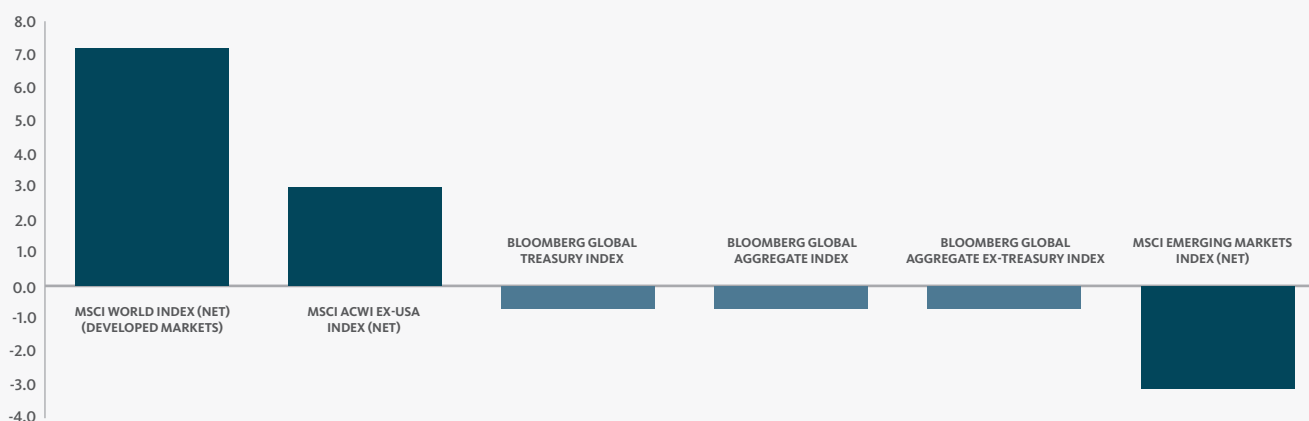 8.0
7.0
6.0
5.0
4.0
3.0
2.0
1.0
0.0
-1.0
-2.0
-3.0
-4.0
MSCI WORLD INDEX (NET)
(DEVELOPED MARKETS)
MSCI ACWI EX-USA
INDEX (NET)
BLOOMBERG GLOBAL
TREASURY INDEX
BLOOMBERG GLOBAL
AGGREGATE INDEX
BLOOMBERG GLOBAL
AGGREGATE EX-TREASURY INDEX
MSCI EMERGING MARKETS
INDEX (NET)